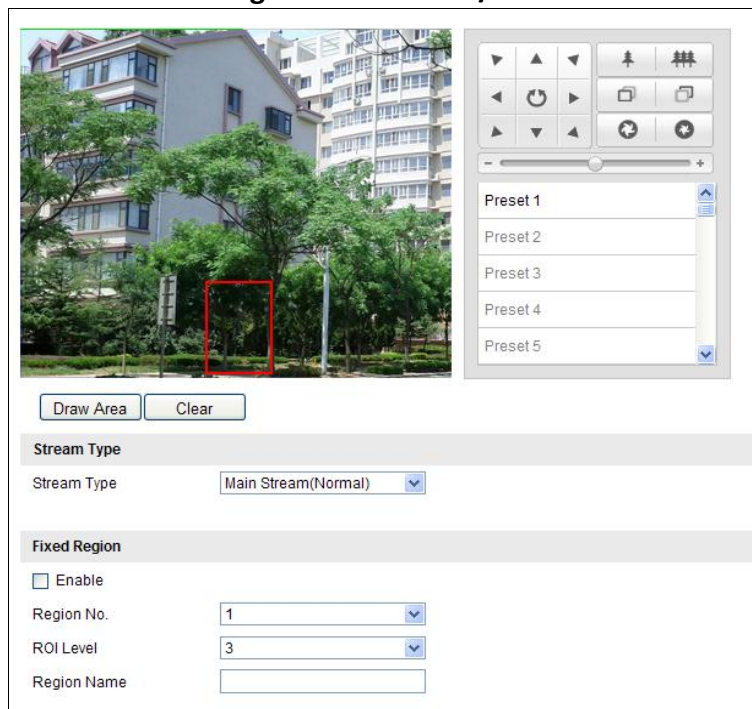 Preset 1
Preset 2
Preset 3
Preset 4
Preset 5
Draw Area Clear
Stream Type
Stream Type Main Stream(Normal)
Fixed Region
Enable
Region No. 1
ROI Level 3
Region Name